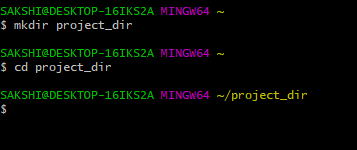 SAKSHI@DESKTOP-16IKS2A MINGW64 ~
$ mkdir project_dir
SAKSHI@DESKTOP-16IKS2A MINGW64 ~
$ cd project_dir
SAKSHI@DESKTOP-16IKS2A MINGW64 ~/project_dir
$